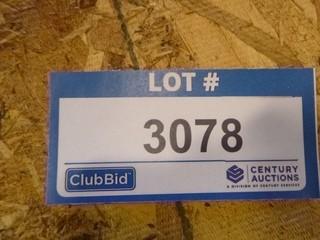 LOT #
3078
ClubBid
CENTURY
AUCTIONS
A DIVISION OF CENTURY SERVICES